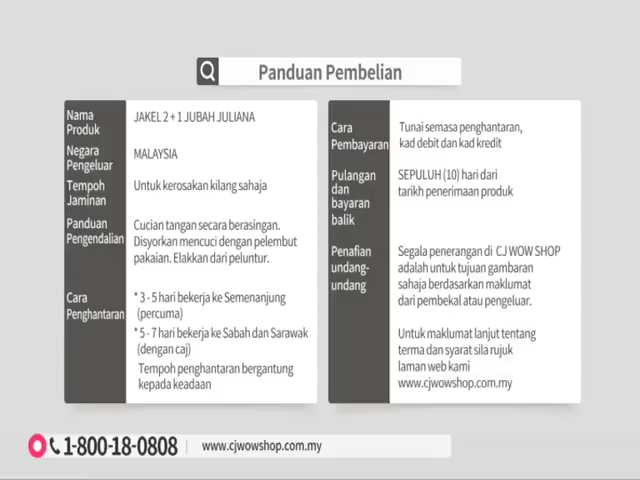 Panduan Pembelian
Nama
Produk
JAKEL 2 + 1 JUBAH JULIANA
Negara
Pengeluar
MALAYSIA
Tempoh
Jaminan
Untuk kerosakan kilang sahaja
Panduan
Pengendalian
Cucian tangan secara berasingan.
Disyorkan mencuci dengan pelembut
pakaian. Elakkan dari peluntur.
Cara
Penghantaran
* 3 - 5 hari bekerja ke Semenanjung
(percuma)
* 5 - 7 hari bekerja ke Sabah dan Sarawak
(dengan caj)
Tempoh penghantaran bergantung
kepada keadaan
Cara
Pembayaran
Tunai semasa penghantaran,
kad debit dan kad kredit
Pulangan
dan
bayaran
balik
SEPULUH (10) hari dari
tarikh penerimaan produk
Penafian
undang-
undang
Segala penerangan di CJ WOW SHOP
adalah untuk tujuan gambaran
sahaja berdasarkan maklumat
dari pembekal atau pengeluar.
Untuk maklumat lanjut tentang
terma dan syarat sila rujuk
laman web kami
www.cjwowshop.com.my
1-800-18-0808 www.cjwowshop.com.my